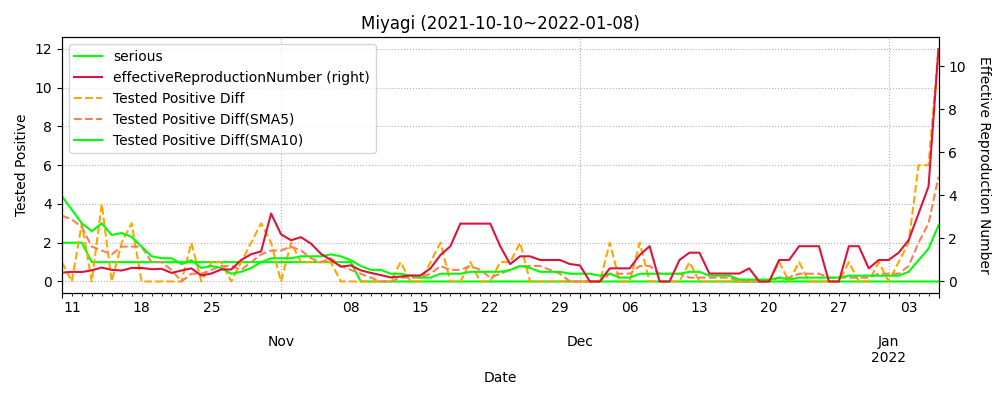 Miyagi (2021-10-10~2022-01-08)
serious
effectiveReproductionNumber (right)
Tested Positive Diff
Tested Positive Diff(SMA5)
Tested Positive Diff(SMA10)
Tested Positive
12
10
8
6
4
2
0
10
8
6
4
2
0
Effective Reproduction Number
11 18 25 08 15 22 29 06 13 20 27 03
Nov Dec Jan
2022
Date